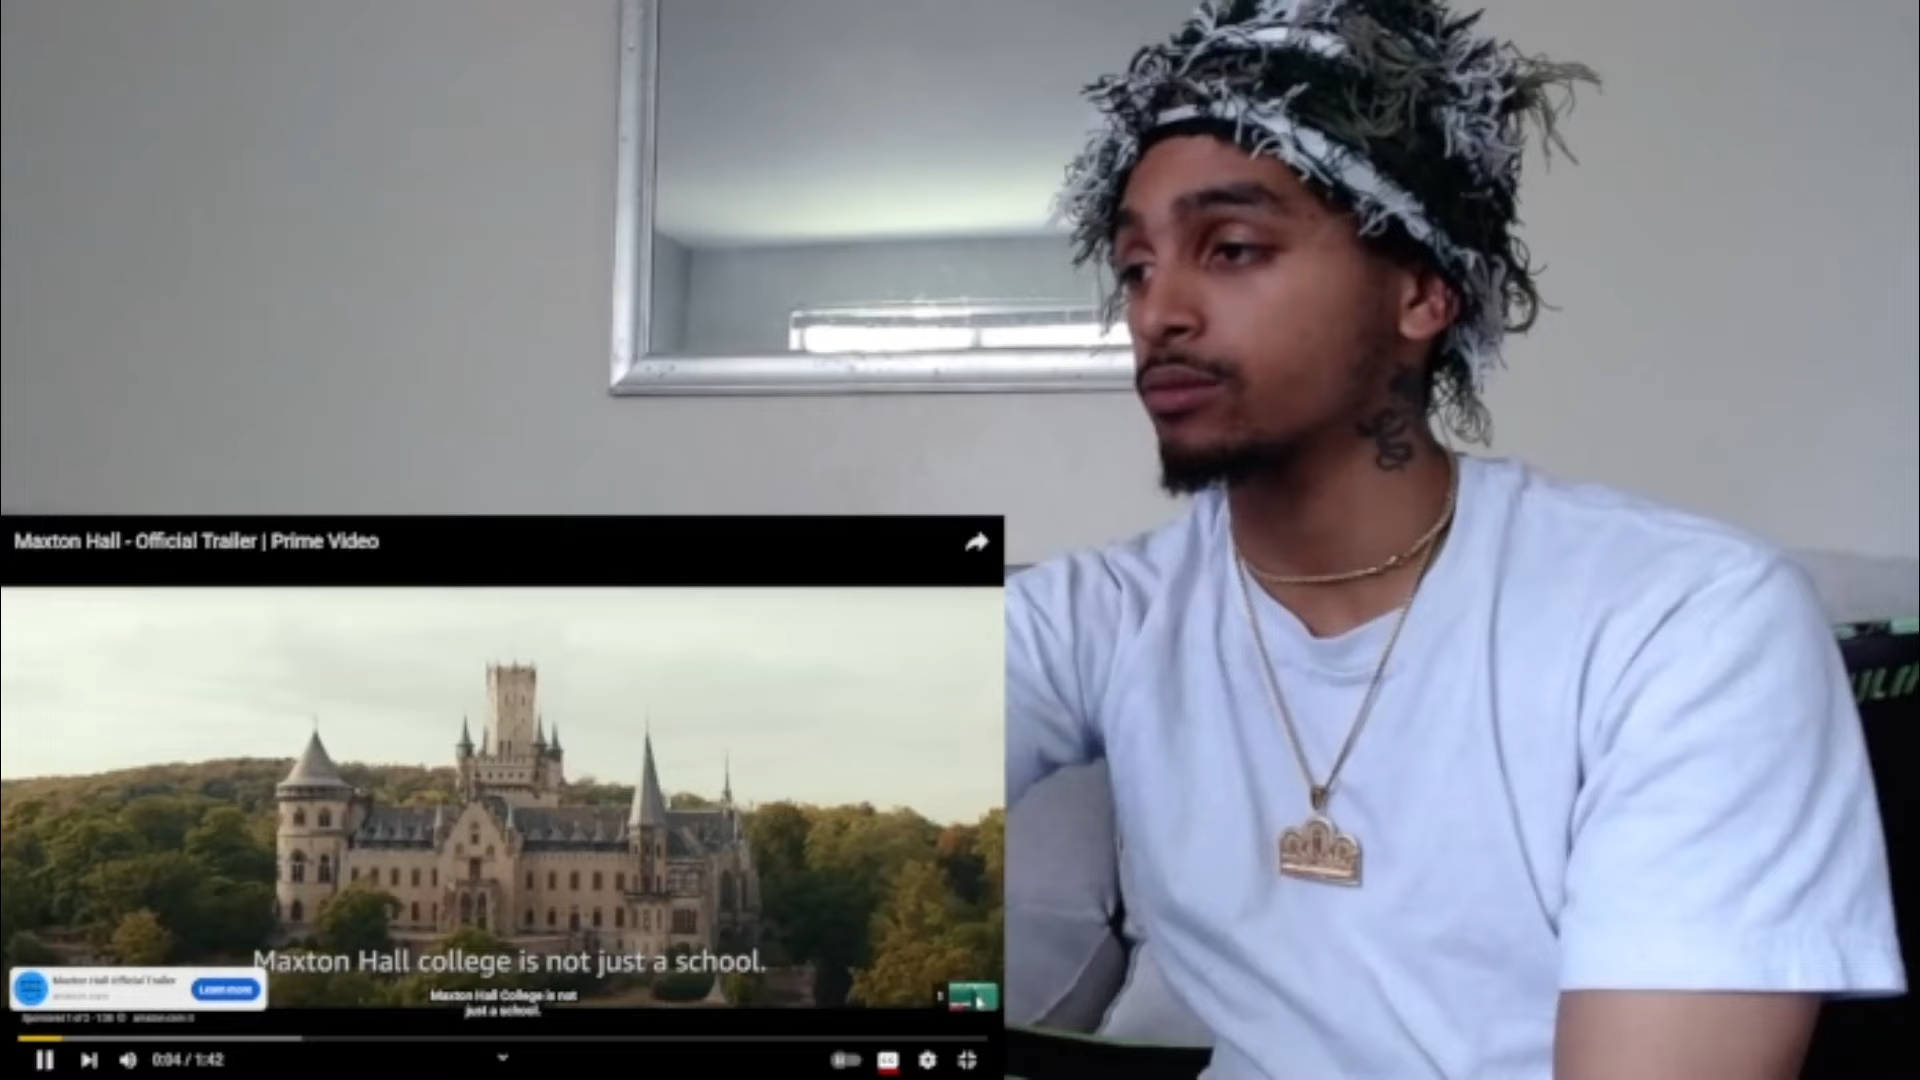 Maxton Hall - Official Trailer | Prime Video
Maxton Hall college is not just a school.
Maxton Hall Official Trailer
Learn more
Maxton Hall College is not
just a school.
0:04 / 1:42